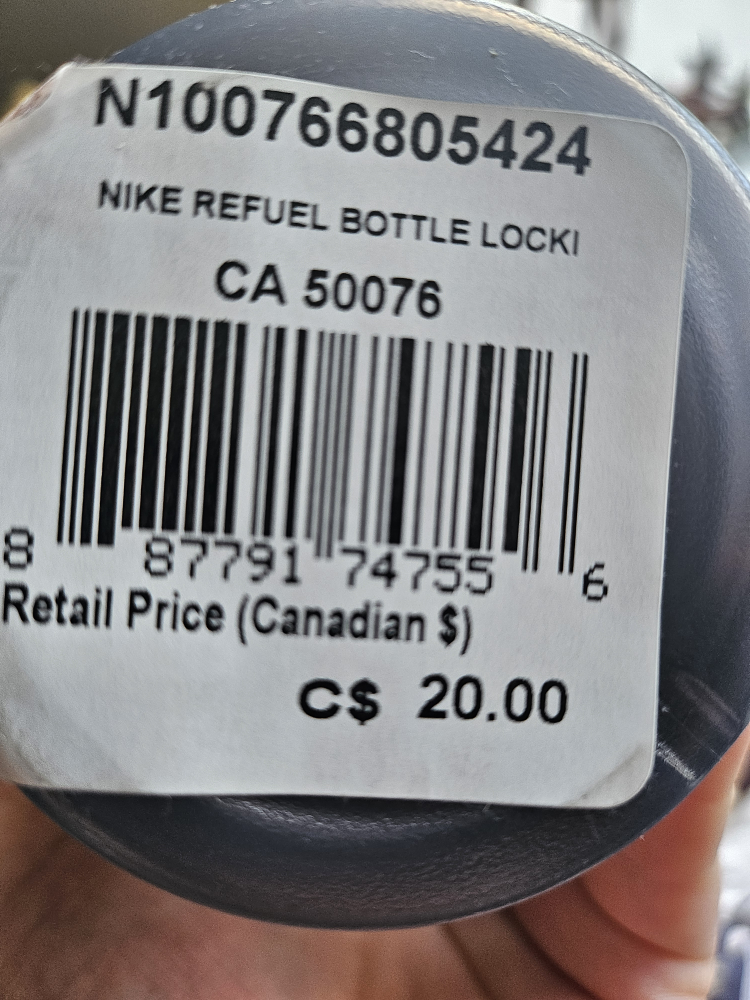 N100766805424
NIKE REFUEL BOTTLE LOCKI
CA 50076
8 87791 74755 6
Retail Price (Canadian $)
C$ 20.00